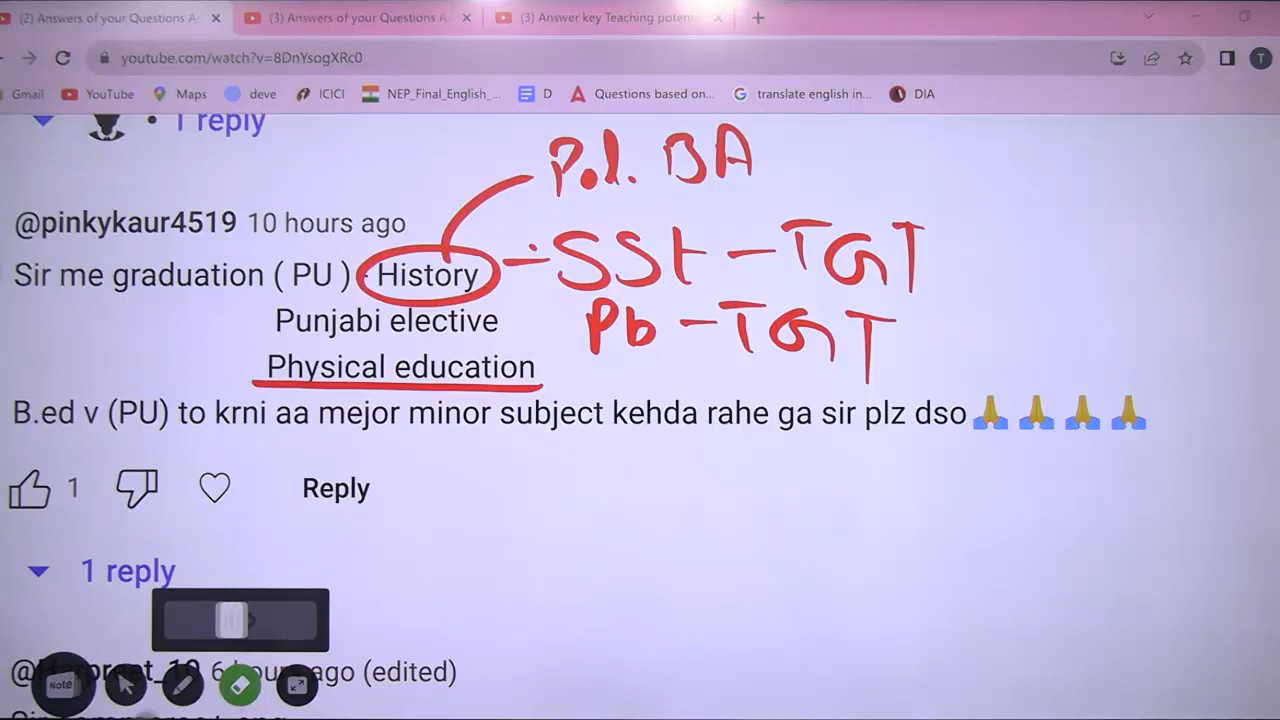 (2) Answers of your Questions A
(3) Answers of your Questions A
(3) Answer key Teaching potent
youtube.com/watch?v=8DnYsogXRc0
T
Gmail
YouTube
Maps
deve
ICICI
NEP_Final_English_...
D
Questions based on...
translate english in...
DIA
1 reply
Pol. BA
@pinkykaur4519 10 hours ago
Sir me graduation ( PU ) - History - SSt - TGT
Punjabi elective Pb - TGT
Physical education
B.ed v (PU) to krni aa mejor minor subject kehda rahe ga sir plz dso🙏🙏🙏🙏
1
Reply
1 reply
6 hours ago (edited)
Note